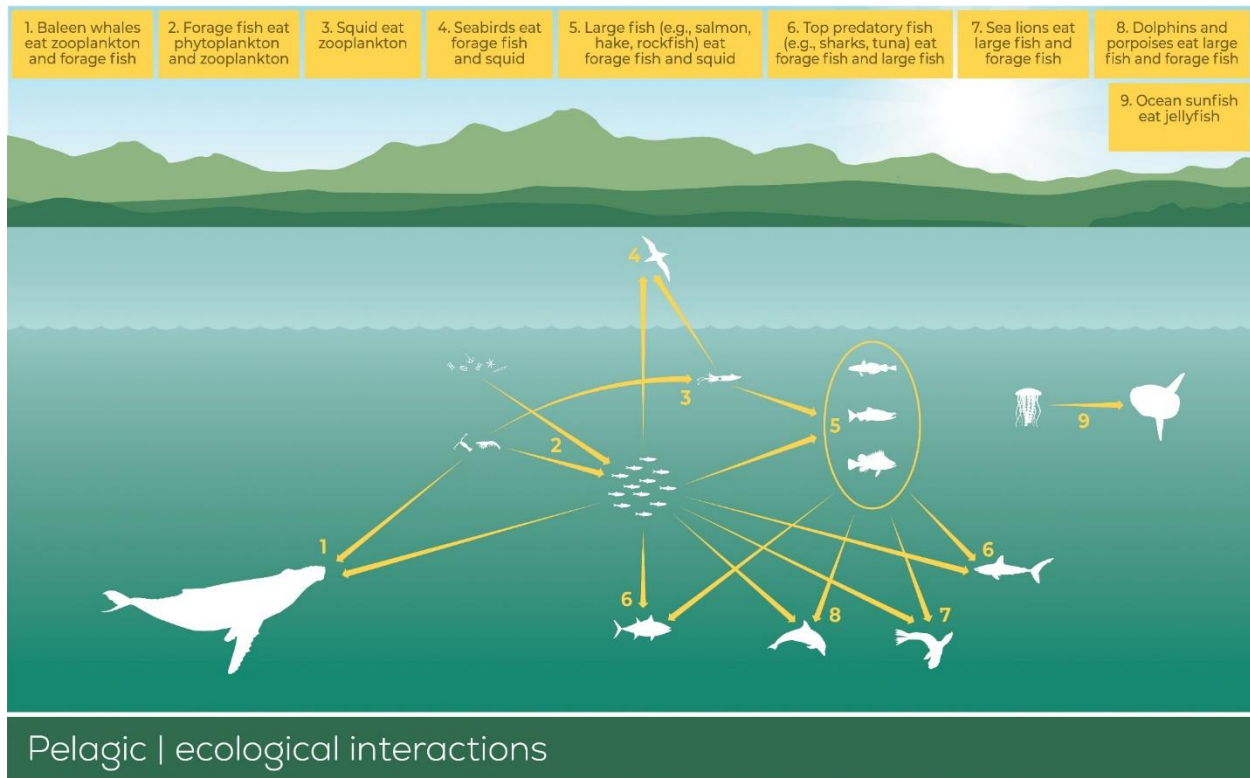 1. Baleen whales
eat zooplankton
and forage fish
2. Forage fish eat
phytoplankton
and zooplankton
3. Squid eat
zooplankton
4. Seabirds eat
forage fish
and squid
5. Large fish (e.g., salmon,
hake, rockfish) eat
forage fish and squid
6. Top predatory fish
(e.g., sharks, tuna) eat
forage fish and large fish
7. Sea lions eat
large fish and
forage fish
8. Dolphins and
porpoises eat large
fish and forage fish
9. Ocean sunfish
eat jellyfish
4
3
5
9
2
1
6
6
8
7
Pelagic | ecological interactions